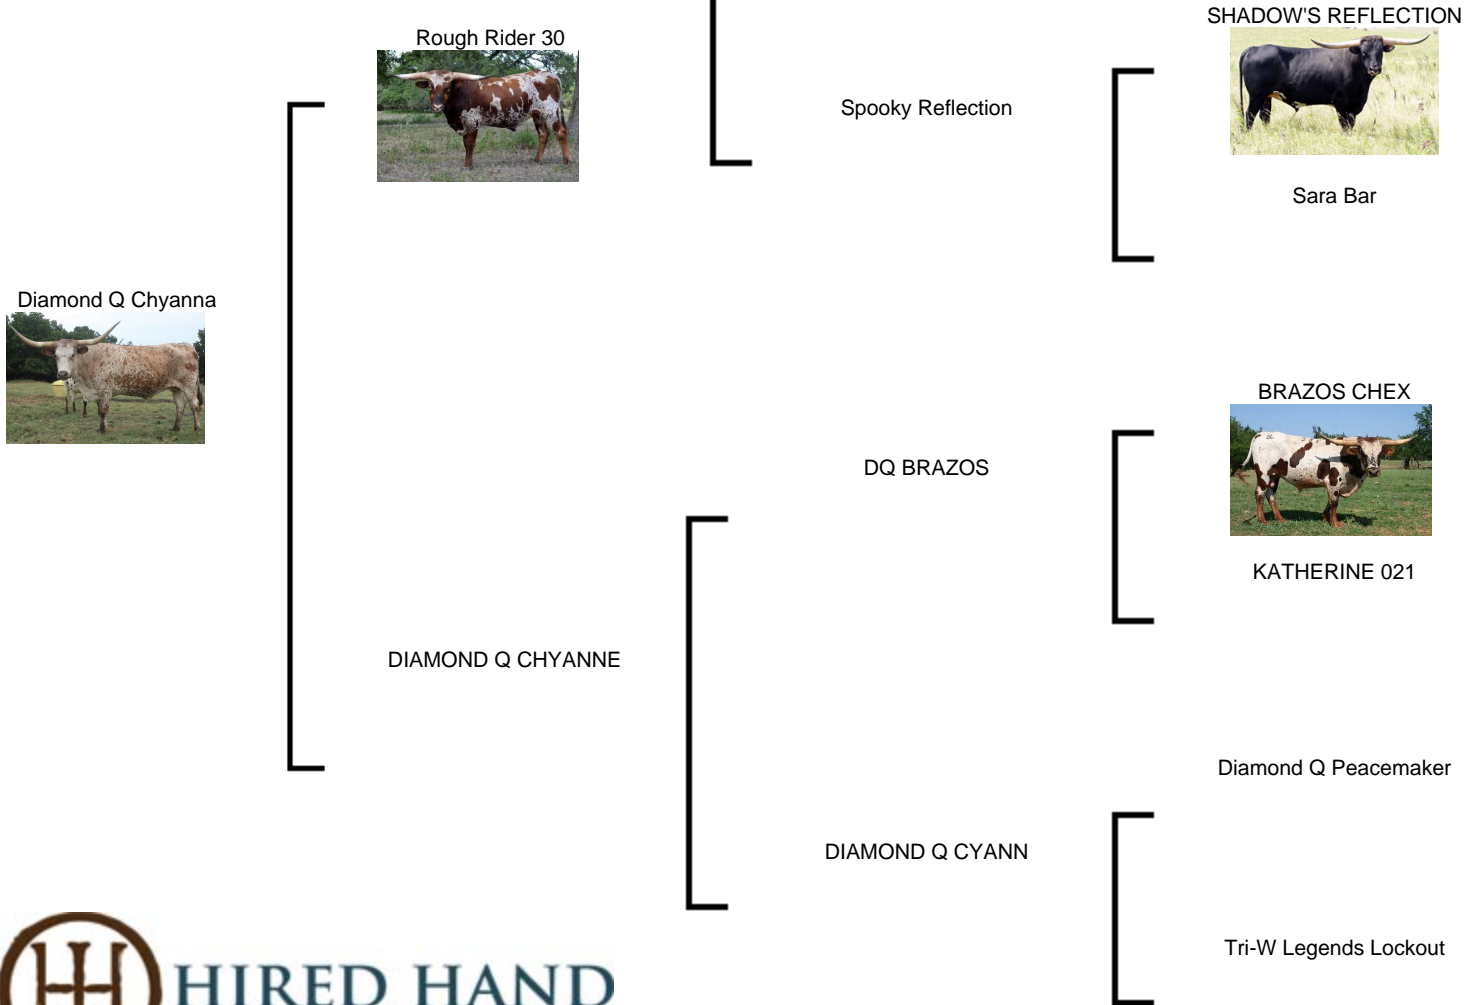 SHADOW'S REFLECTION
Rough Rider 30
Spooky Reflection
Sara Bar
Diamond Q Chyanna
BRAZOS CHEX
DQ BRAZOS
KATHERINE 021
DIAMOND Q CHYANNE
Diamond Q Peacemaker
DIAMOND Q CYANN
Tri-W Legends Lockout
HIRED HAND